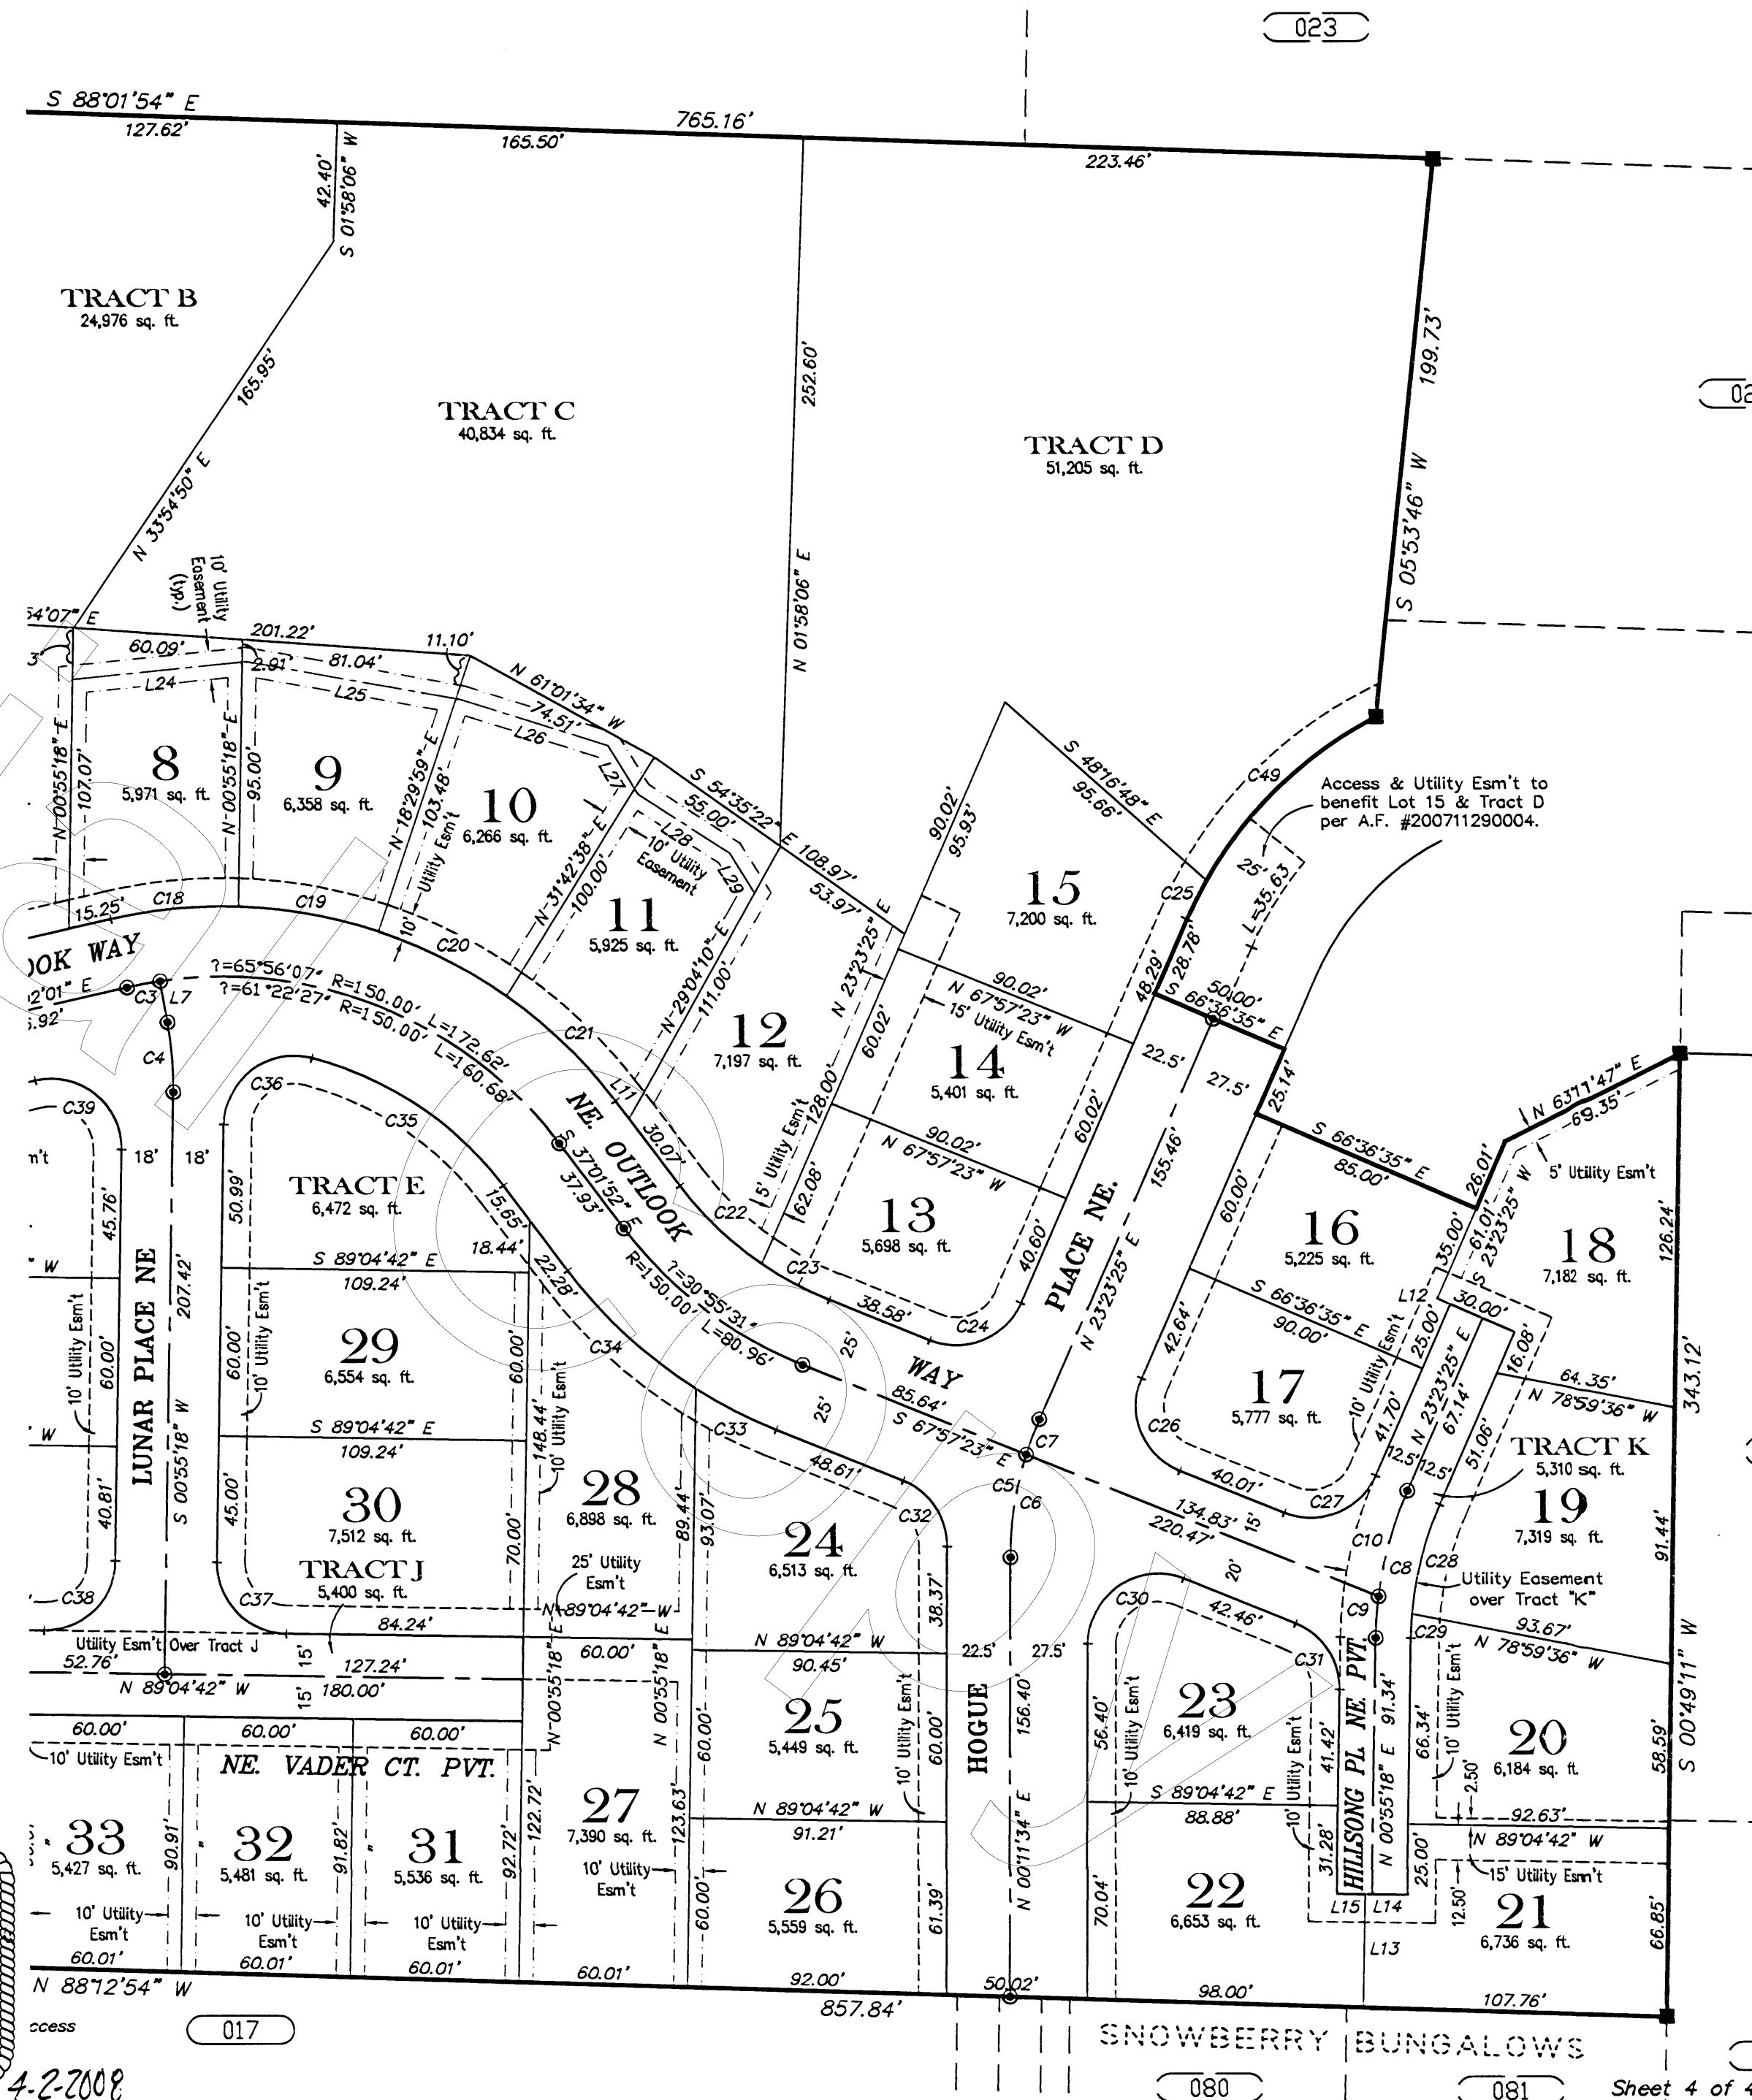 023
S 88°01'54" E
127.62'
765.16'
165.50'
223.46'
42.40'
S 01°58'06" W
TRACT B
24,976 sq. ft.
165.95'
N 33°54'50" E
TRACT C
40,834 sq. ft.
252.60'
N 01°58'06" E
TRACT D
51,205 sq. ft.
199.73'
S 05°53'46" W
02
10' Utility
Easement
(typ.)
54'07" E
3'
60.09'
201.22'
2.91'
81.04'
11.10'
N 61°01'34" W
74.51'
L24
L25
L26
L27
N-00°55'18"-E
107.07'
8
5,971 sq. ft.
N-00°55'18"-E
95.00'
9
6,358 sq. ft.
N-18°29'59"-E
103.48'
10' Utility Esm't
10
6,266 sq. ft.
S 54°35'22" E 108.97'
55.00'
53.97'
L28
L29
10' Utility
Easement
N-31°42'38"-E
100.00'
11
5,925 sq. ft.
N-29°04'10"-E
111.00'
12
7,197 sq. ft.
90.02'
95.93'
S 48°16'48" E
95.66'
15
7,200 sq. ft.
C49
C25
Access & Utility Esm't to
benefit Lot 15 & Tract D
per A.F. #200711290004.
25'
L=35.63
28.78'
48.29'
50.00'
S 66°36'35" E
15.25'
C18
C19
C20
C21
L11
30.07'
OOK WAY
2'01" E
5.92'
C3
L7
C4
?=65°56'07" R=150.00' L=172.62'
?=61°22'27" R=150.00' L=160.68'
N 23°23'25" E
90.02'
N 67°57'23" W
15' Utility Esm't
60.02'
128.00'
5' Utility Esm't
14
5,401 sq. ft.
60.02'
90.02'
N 67°57'23" W
62.08'
13
5,698 sq. ft.
40.60'
22.5'
27.5'
25.14'
S 66°36'35" E
85.00'
N 63°11'47" E
69.35'
5' Utility Esm't
26.01'
61.01'
S 23°23'25" W
35.00'
155.46'
60.00'
16
5,225 sq. ft.
18
7,182 sq. ft.
126.24'
C39
C36
C35
n't
18'
18'
45.76'
50.99'
TRACT E
6,472 sq. ft.
NE. OUTLOOK
S 37°01'52" E
37.93'
C22
C23
38.58'
C24
PLACE NE.
N 23°23'25" E
L12
30.00'
S 66°36'35" E
90.00'
42.64'
25.00'
16.08'
343.12'
" W
S 89°04'42" E
109.24'
15.65'
18.44'
22.28'
?=30°55'31"
R=150.00' L=80.96'
25'
25'
WAY
85.64'
S 67°57'23" E
17
5,777 sq. ft.
10' Utility Esm't
41.70'
N 23°23'25" E
67.14'
64.35'
N 78°59'36" W
LUNAR PLACE NE
207.42'
S 00°55'18" W
10' Utility Esm't
60.00'
60.00'
10' Utility Esm't
29
6,554 sq. ft.
60.00'
148.44'
10' Utility Esm't
C34
C33
48.61'
C7
C5
C6
C26
40.01'
C27
12.5'
12.5'
51.06'
TRACT K
5,310 sq. ft.
" W
S 89°04'42" E
109.24'
40.81'
45.00'
30
7,512 sq. ft.
70.00'
28
6,898 sq. ft.
89.44'
93.07'
C32
24
6,513 sq. ft.
38.37'
134.83'
220.47'
15'
20'
C10
C8
C28
19
7,319 sq. ft.
91.44'
TRACT J
5,400 sq. ft.
25' Utility
Esm't
Utility Easement
over Tract "K"
C38
C37
84.24'
N-89°04'42"-W
C30
42.46'
C9
C29
93.67'
N 78°59'36" W
Utility Esm't Over Tract J
52.76'
15'
127.24'
60.00'
N 89°04'42" W
90.45'
22.5'
27.5'
C31
N 89°04'42" W
15'
180.00'
60.00'
60.00'
60.00'
N-00°55'18" E
N 00°55'18" E
60.00'
25
5,449 sq. ft.
10' Utility Esm't
60.00'
HOGUE
156.40'
N 00°11'34" E
56.40'
10' Utility Esm't
23
6,419 sq. ft.
10' Utility Esm't
41.42'
HILLSONG PL NE PVT.
N 00°55'18" E 91.34'
66.34'
10' Utility Esm't
2.50'
20
6,184 sq. ft.
58.59'
S 00°49'11" W
10' Utility Esm't
NE. VADER CT. PVT.
S 89°04'42" E
88.88'
92.63'
N 89°04'42" W
N 89°04'42" W
91.21'
33
5,427 sq. ft.
90.91'
32
5,481 sq. ft.
91.82'
31
5,536 sq. ft.
92.72'
122.72'
27
7,390 sq. ft.
123.63'
10' Utility
Esm't
60.00'
26
5,559 sq. ft.
61.39'
70.04'
22
6,653 sq. ft.
31.28'
25.00'
12.50'
15' Utility Esm't
L15
L14
L13
21
6,736 sq. ft.
66.85'
10' Utility
Esm't
10' Utility
Esm't
10' Utility
Esm't
60.01'
60.01'
60.01'
60.01'
92.00'
50.02'
98.00'
107.76'
N 88°12'54" W
857.84'
ccess
017
SNOWBERRY BUNGALOWS
4-2-2008
080
081
Sheet 4 of 4